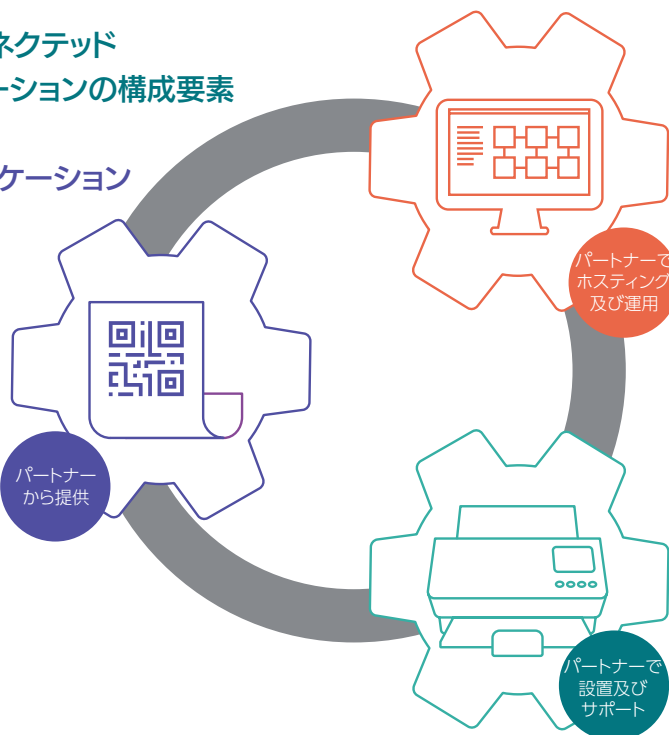 ネクテッド
ーションの構成要素
ケーション
パートナーで
ホスティング
及び運用
パートナー
から提供
パートナーで
設置及び
サポート